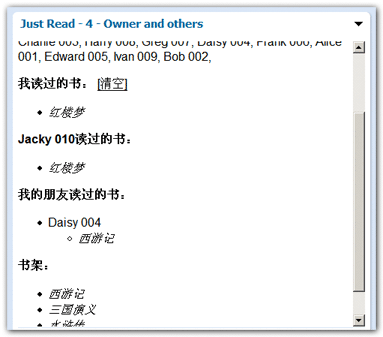 Just Read - 4 - Owner and others
Charlie 003, Harry 008, Greg 007, Daisy 004, Frank 006, Alice
001, Edward 005, Ivan 009, Bob 002,
我读过的书: [清空]
红楼梦
Jacky 010读过的书:
红楼梦
我的朋友读过的书:
Daisy 004
西游记
书架:
西游记
三国演义
水浒传